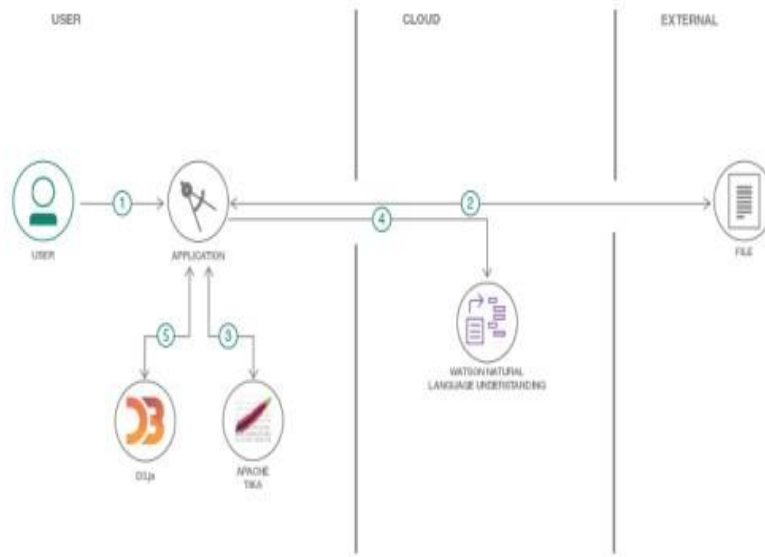 USER
CLOUD
EXTERNAL
1
4
2
USER
APPLICATION
FILE
5
3
WATSON NATURAL
LANGUAGE UNDERSTANDING
D3.js
APACHE
TIKA